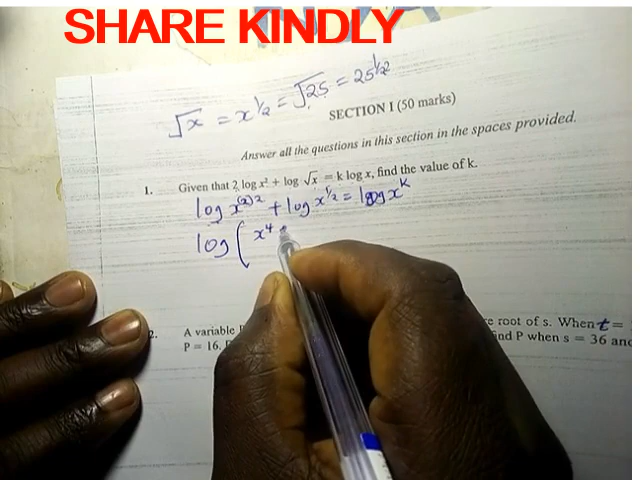 SHARE KINDLY
√x = x^1/2 = √25 = 25^1/2
SECTION I (50 marks)
Answer all the questions in this section in the spaces provided.
1. Given that 2 log x² + log √x = k log x, find the value of k.
log x^(2)2 + log x^1/2 = log x^k
log ( x⁴
2. A variable P e root of s. When t =
P = 16. nd P when s = 36 and